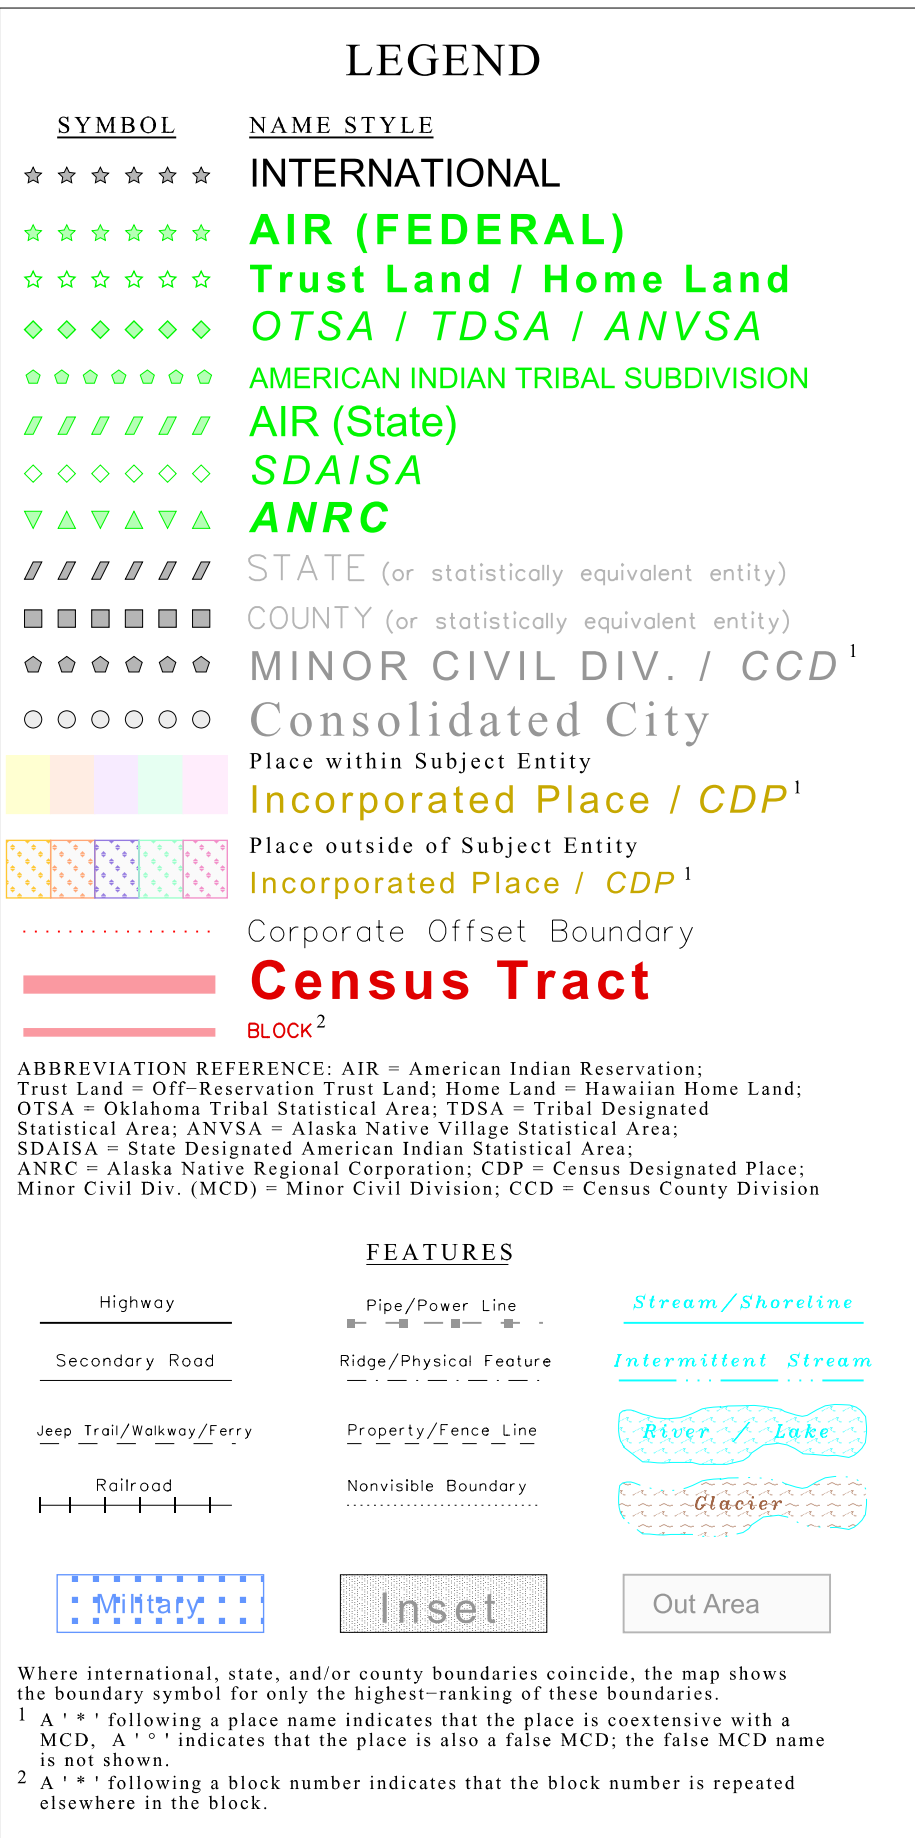 LEGEND
SYMBOL NAME STYLE
INTERNATIONAL
AIR (FEDERAL)
Trust Land / Home Land
OTSA / TDSA / ANVSA
AMERICAN INDIAN TRIBAL SUBDIVISION
AIR (State)
SDAISA
ANRC
STATE (or statistically equivalent entity)
COUNTY (or statistically equivalent entity)
MINOR CIVIL DIV. / CCD 1
Consolidated City
Place within Subject Entity
Incorporated Place / CDP 1
Place outside of Subject Entity
Incorporated Place / CDP 1
Corporate Offset Boundary
Census Tract
BLOCK 2
ABBREVIATION REFERENCE: AIR = American Indian Reservation;
Trust Land = Off−Reservation Trust Land; Home Land = Hawaiian Home Land;
OTSA = Oklahoma Tribal Statistical Area; TDSA = Tribal Designated
Statistical Area; ANVSA = Alaska Native Village Statistical Area;
SDAISA = State Designated American Indian Statistical Area;
ANRC = Alaska Native Regional Corporation; CDP = Census Designated Place;
Minor Civil Div. (MCD) = Minor Civil Division; CCD = Census County Division
FEATURES
Highway Pipe/Power Line Stream/Shoreline
Secondary Road Ridge/Physical Feature Intermittent Stream
Jeep Trail/Walkway/Ferry Property/Fence Line River / Lake
Railroad Nonvisible Boundary Glacier
Military Inset Out Area
Where international, state, and/or county boundaries coincide, the map shows
the boundary symbol for only the highest−ranking of these boundaries.
1 A ' * ' following a place name indicates that the place is coextensive with a
MCD, A ' ° ' indicates that the place is also a false MCD; the false MCD name
is not shown.
2 A ' * ' following a block number indicates that the block number is repeated
elsewhere in the block.